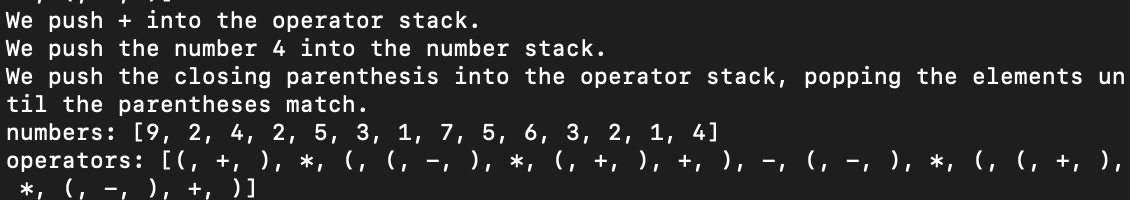 We push + into the operator stack.
We push the number 4 into the number stack.
We push the closing parenthesis into the operator stack, popping the elements un
til the parentheses match.
numbers: [9, 2, 4, 2, 5, 3, 1, 7, 5, 6, 3, 2, 1, 4]
operators: [(, +, ), *, (, (, -, ), *, (, +, ), +, ), -, (, -, ), *, (, (, +, ),
 *, (, -, ), +, )]